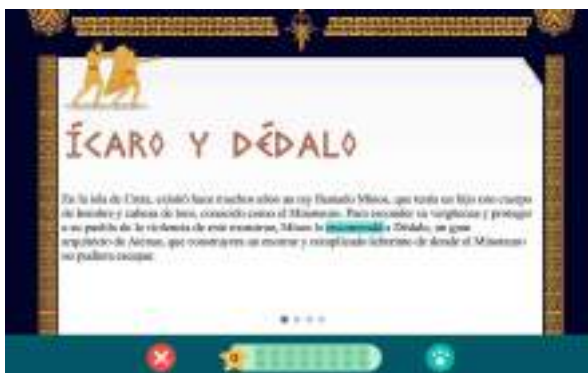 ÍCARO Y DÉDALO
En la isla de Creta, existió hace muchos años un rey llamado Minos, que tenía un hijo con cuerpo
de hombre y cabeza de toro, conocido como el Minotauro. Para esconder su vergüenza y proteger
a su pueblo de la violencia de este monstruo, Minos le encomendó a Dédalo, un gran
arquitecto de Atenas, que construyera un enorme y complicado laberinto de donde el Minotauro
no pudiera escapar.